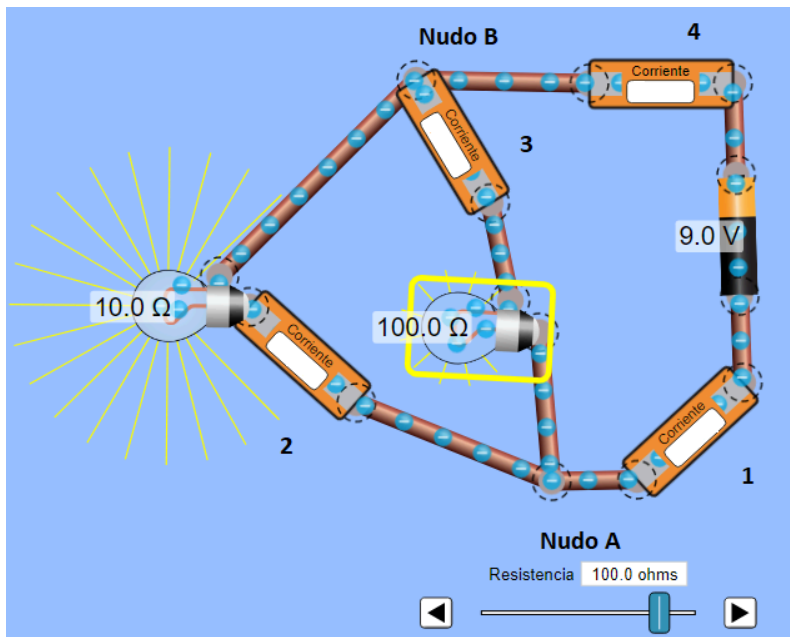 4
Nudo B
Corriente
Corriente
3
9.0 V
10.0 Ω
100.0 Ω
Corriente
Corriente
2
1
Nudo A
Resistencia 100.0 ohms